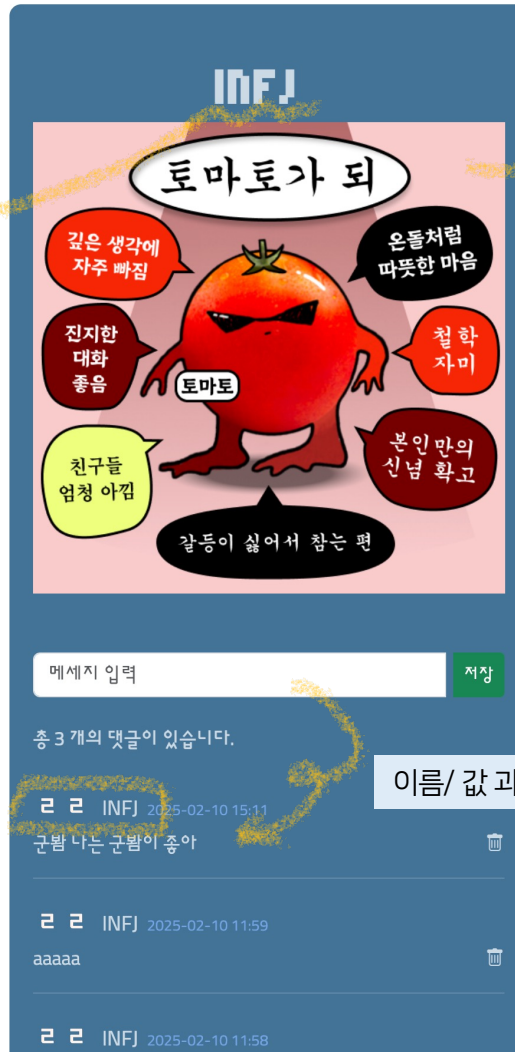 INFJ
토마토가 되
깊은 생각에
자주 빠짐
온돌처럼
따뜻한 마음
진지한
대화
좋음
철학
자미
토마토
친구들
엄청 아낌
본인만의
신념 확고
갈등이 싫어서 참는 편
메세지 입력
저장
총 3 개의 댓글이 있습니다.
이름/ 값 과
ㄹㄹ INFJ 2025-02-10 15:11
군밤 나는 군밤이 좋아
ㄹㄹ INFJ 2025-02-10 11:59
aaaaa
ㄹㄹ INFJ 2025-02-10 11:58